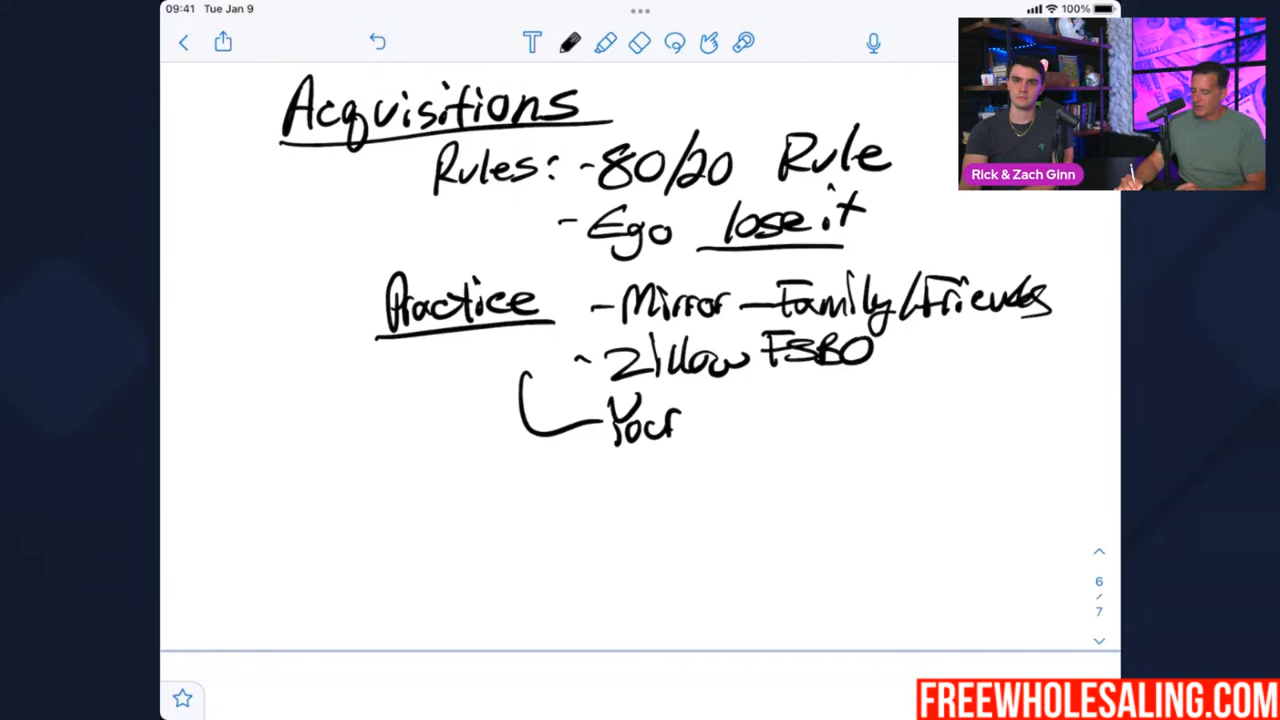 09:41 Tue Jan 9
100%
T
Rick & Zach Ginn
Acquisitions
Rules: -80/20 Rule
- Ego lose it
Practice - Mirror - Family/Friends
- Zillow FSBO
Your
6
/
7
FREEWHOLESALING.COM